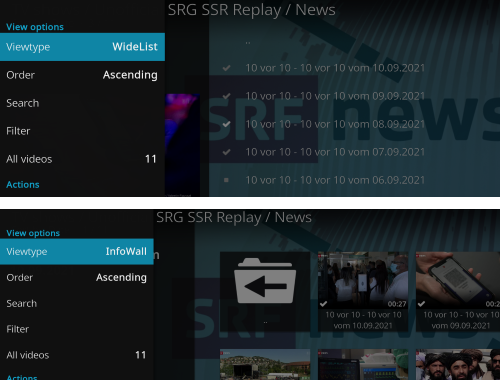 SRG SSR Replay / News
View options
Viewtype WideList
Order Ascending
Search
Filter
All videos 11
Actions
..
10 vor 10 - 10 vor 10 vom 10.09.2021
10 vor 10 - 10 vor 10 vom 09.09.2021
10 vor 10 - 10 vor 10 vom 08.09.2021
10 vor 10 - 10 vor 10 vom 07.09.2021
10 vor 10 - 10 vor 10 vom 06.09.2021
SRF news
SRG SSR Replay / News
View options
Viewtype InfoWall
Order Ascending
Search
Filter
All videos 11
Actions
..
00:27
10 vor 10 - 10 vor 10
vom 10.09.2021
10 vor 10 - 10 vor 10
vom 09.09.2021
SRF